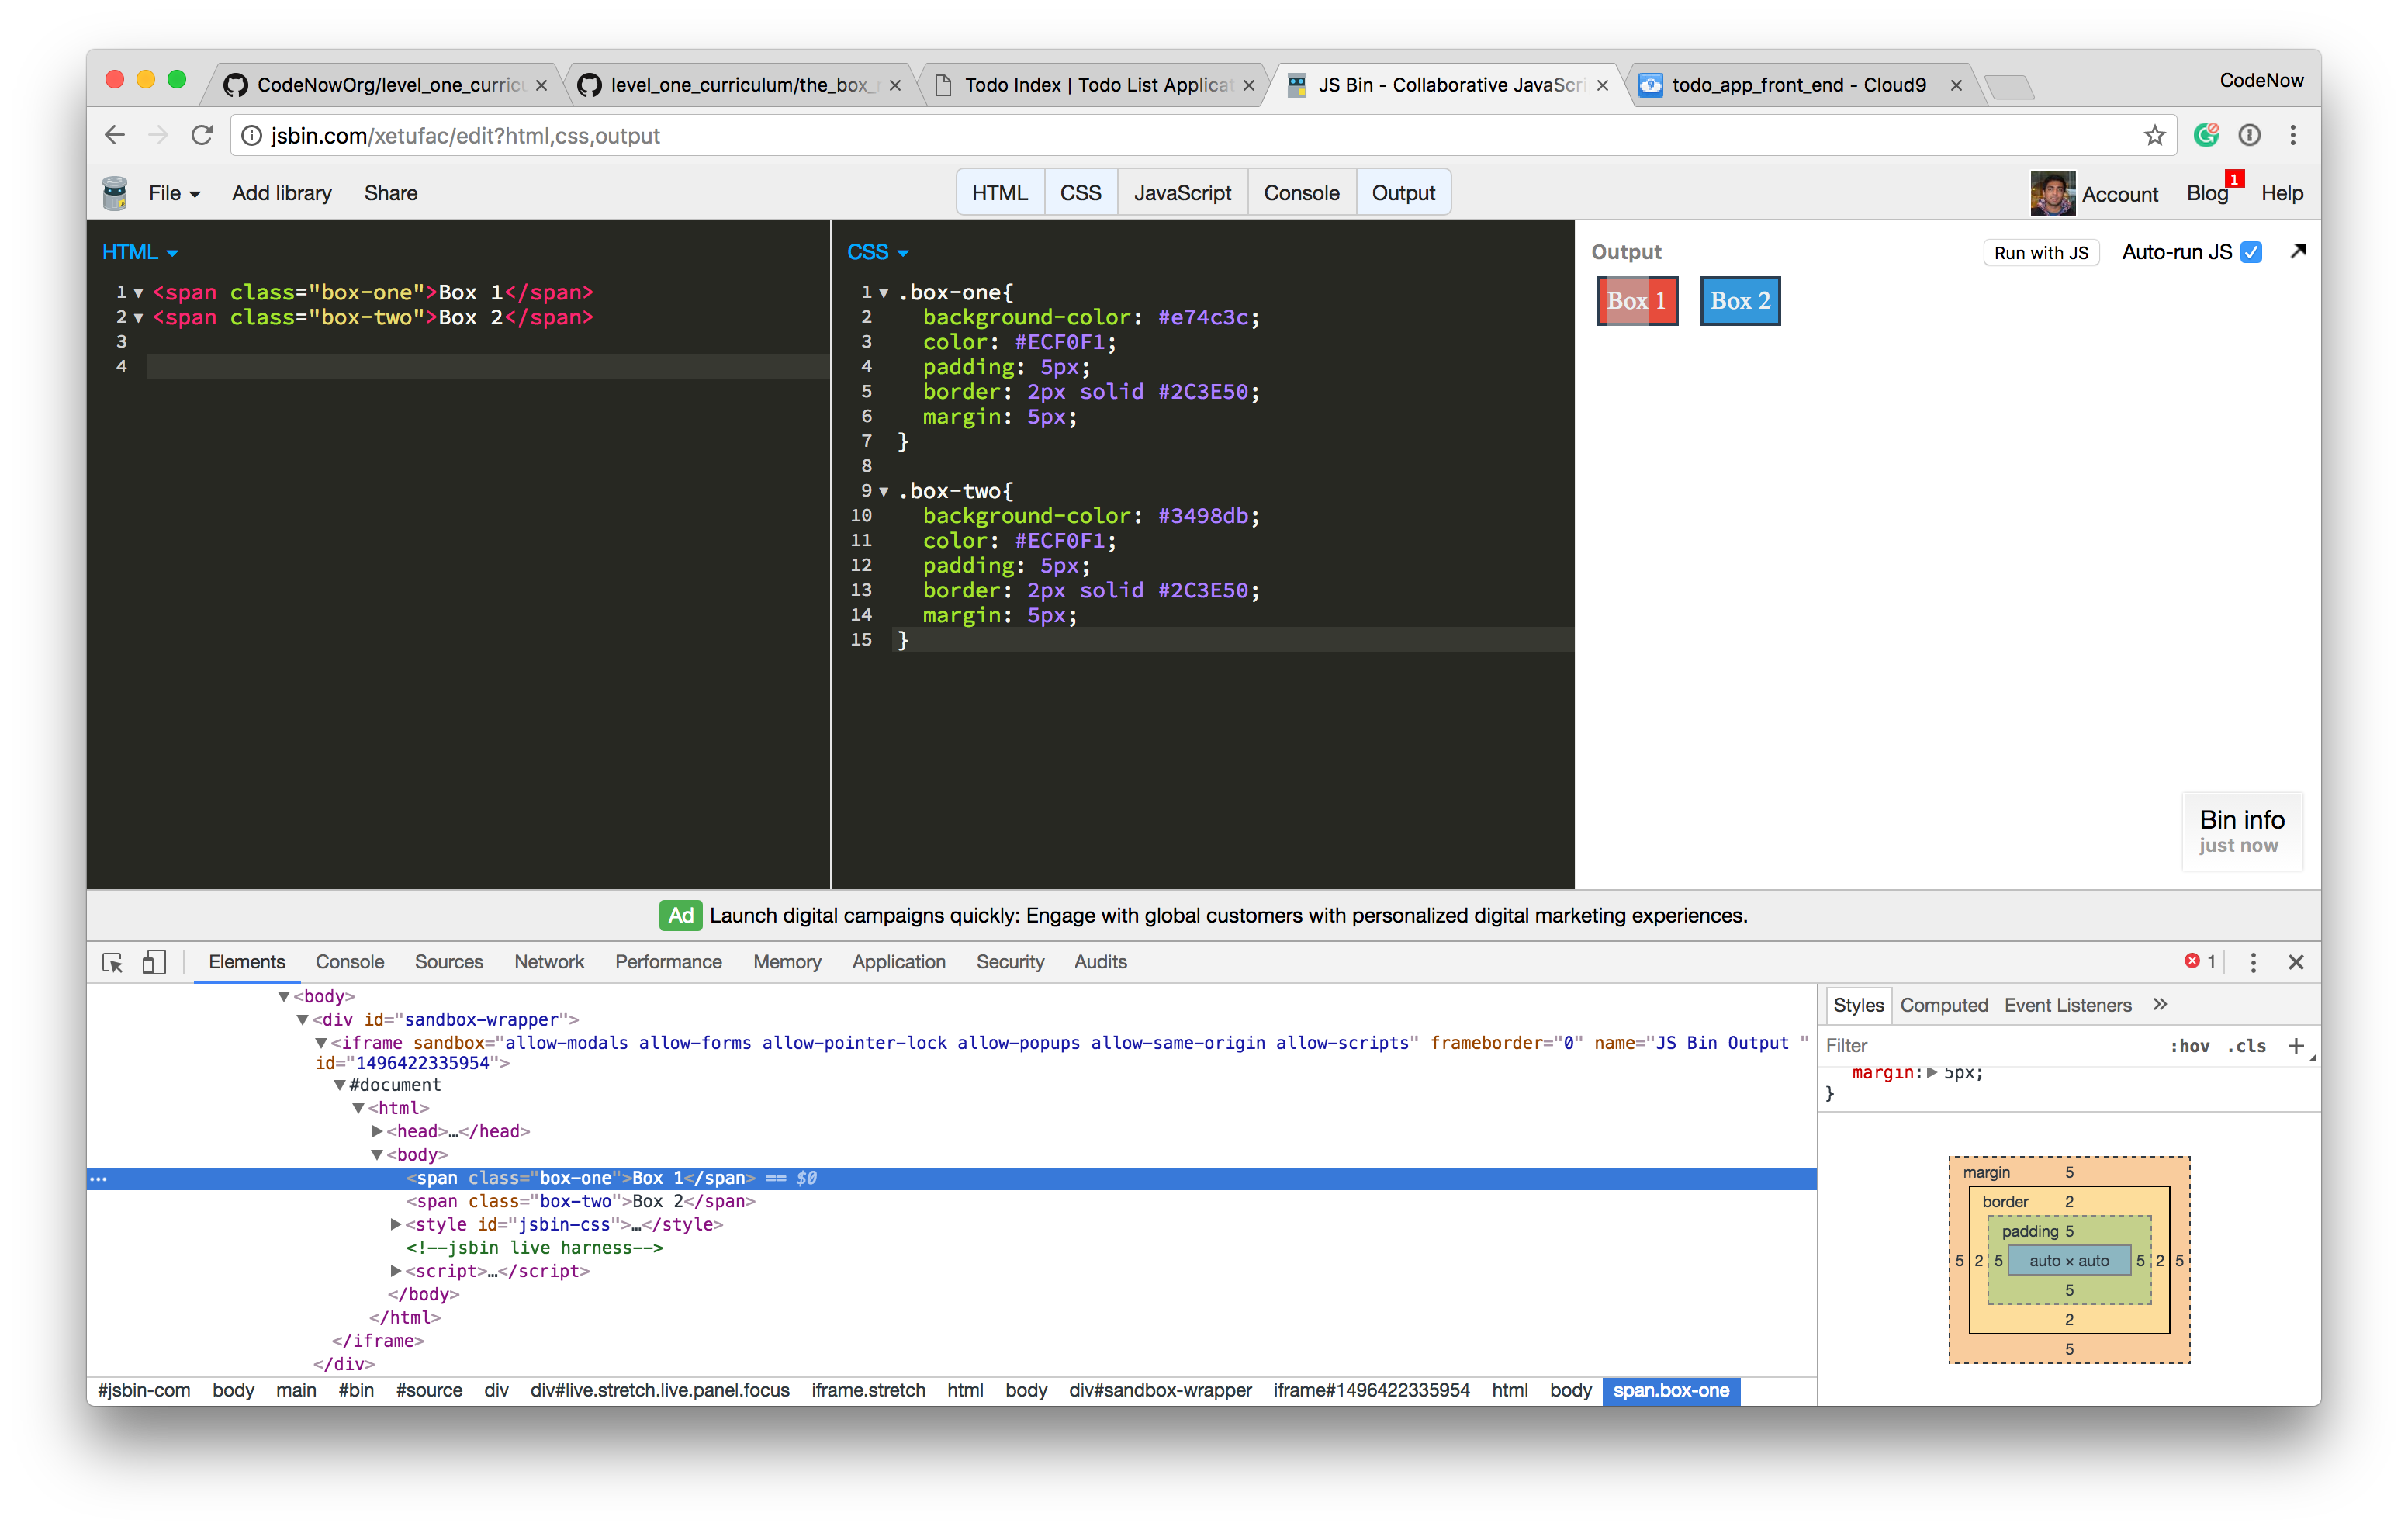 CodeNowOrg/level_one_curricu
level_one_curriculum/the_box_
Todo Index | Todo List Applicat
JS Bin - Collaborative JavaScri
todo_app_front_end - Cloud9
CodeNow
jsbin.com/xetufac/edit?html,css,output
File Add library Share
HTML CSS JavaScript Console Output
Account Blog 1 Help
HTML
1 <span class="box-one">Box 1</span>
2 <span class="box-two">Box 2</span>
3
4
CSS
1 .box-one{
2 background-color: #e74c3c;
3 color: #ECF0F1;
4 padding: 5px;
5 border: 2px solid #2C3E50;
6 margin: 5px;
7 }
8
9 .box-two{
10 background-color: #3498db;
11 color: #ECF0F1;
12 padding: 5px;
13 border: 2px solid #2C3E50;
14 margin: 5px;
15 }
Output Run with JS Auto-run JS
Box 1 Box 2
Bin info
just now
Ad Launch digital campaigns quickly: Engage with global customers with personalized digital marketing experiences.
Elements Console Sources Network Performance Memory Application Security Audits 1
<body>
<div id="sandbox-wrapper">
<iframe sandbox="allow-modals allow-forms allow-pointer-lock allow-popups allow-same-origin allow-scripts" frameborder="0" name="JS Bin Output "
id="1496422335954">
#document
<html>
<head>…</head>
<body>
… <span class="box-one">Box 1</span> == $0
<span class="box-two">Box 2</span>
<style id="jsbin-css">…</style>
<!--jsbin live harness-->
<script>…</script>
</body>
</html>
</iframe>
</div>
#jsbin-com body main #bin #source div div#live.stretch.live.panel.focus iframe.stretch html body div#sandbox-wrapper iframe#1496422335954 html body span.box-one
Styles Computed Event Listeners »
Filter :hov .cls +
margin: 5px;
}
margin 5
border 2
padding 5
5 2 5 auto × auto 5 2 5
5
2
5